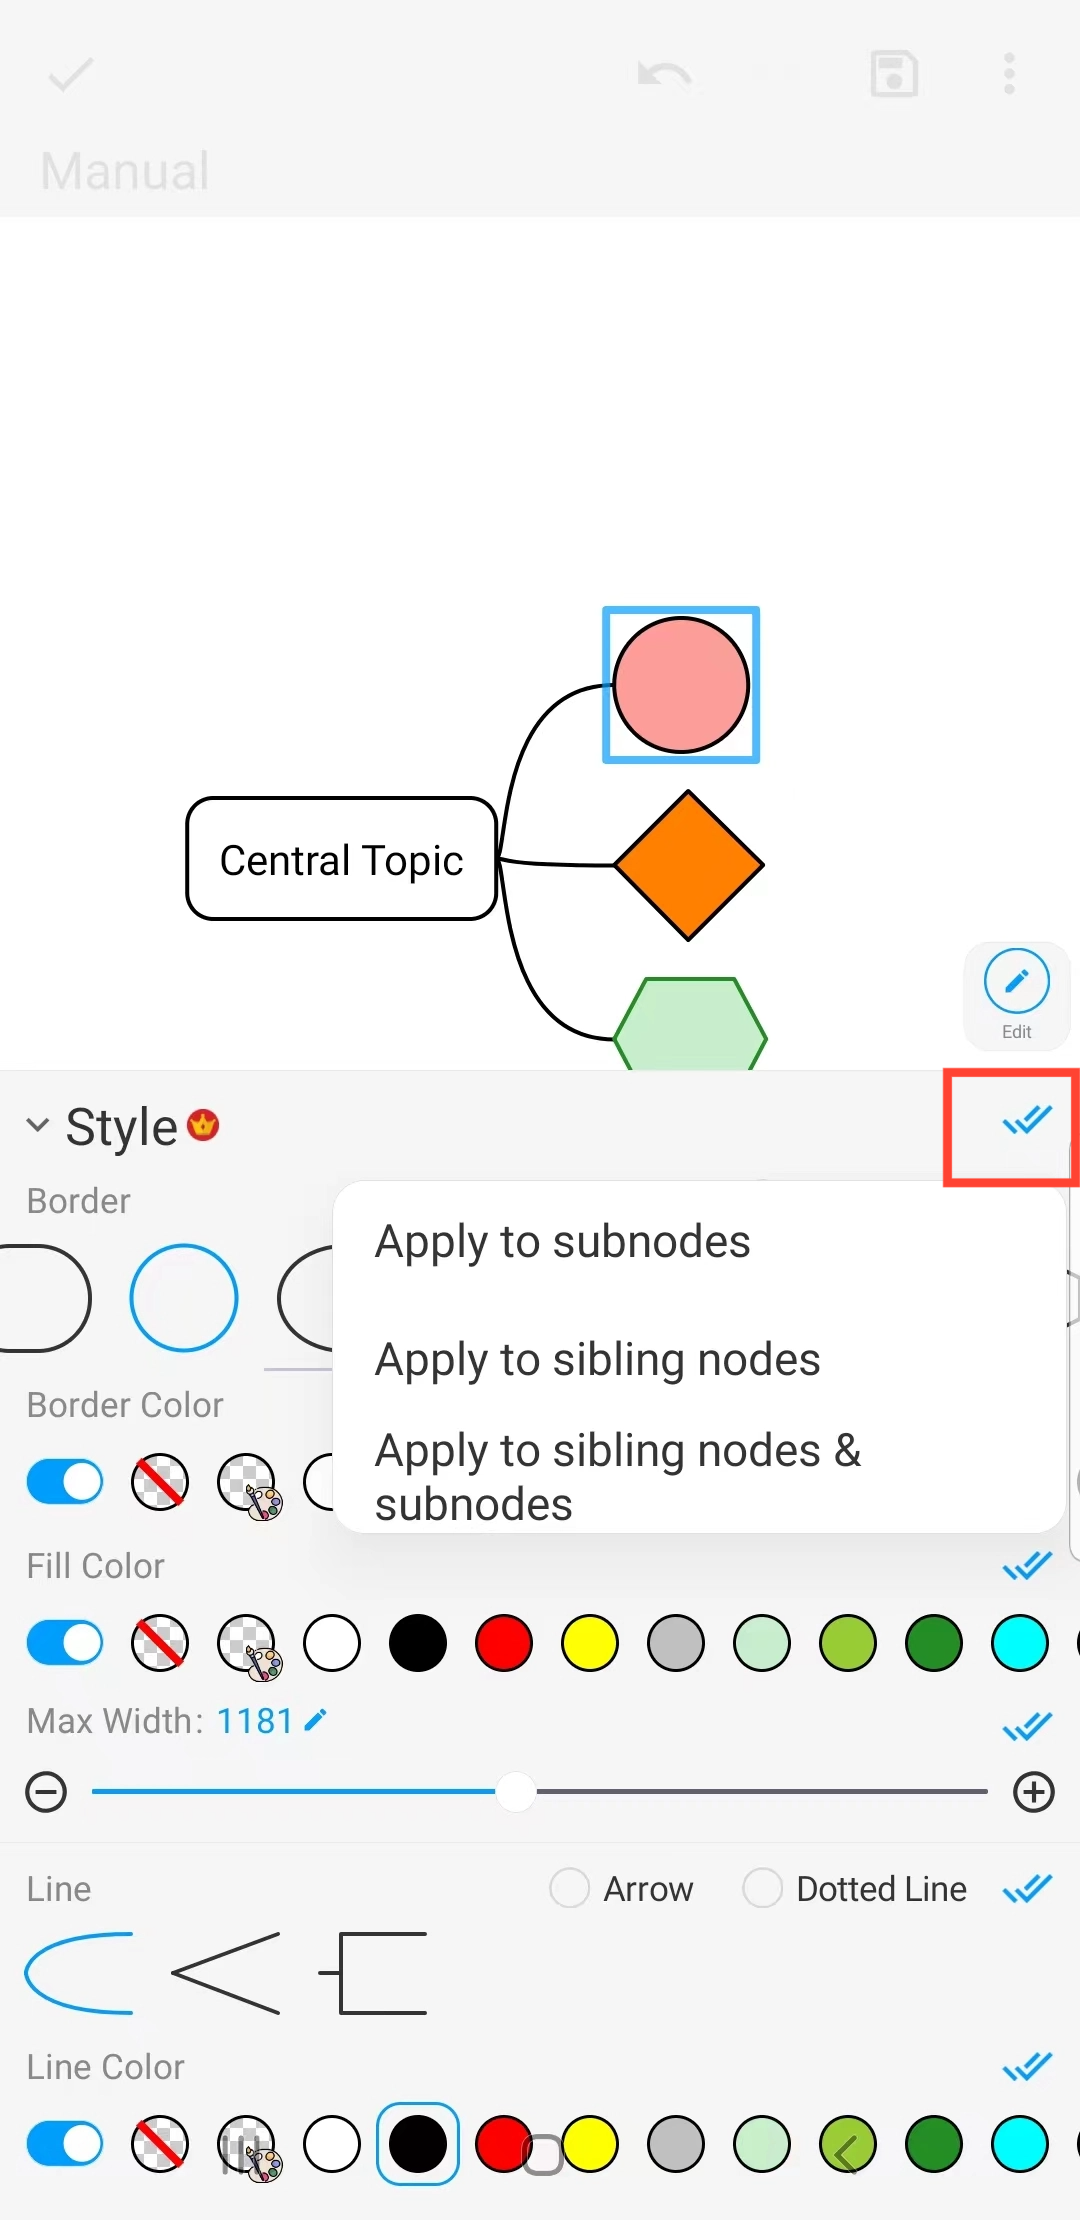 Manual
Central Topic
Edit
Style
Border
Apply to subnodes
Apply to sibling nodes
Border Color
Apply to sibling nodes &
subnodes
Fill Color
Max Width: 1181
Line
Arrow
Dotted Line
Line Color